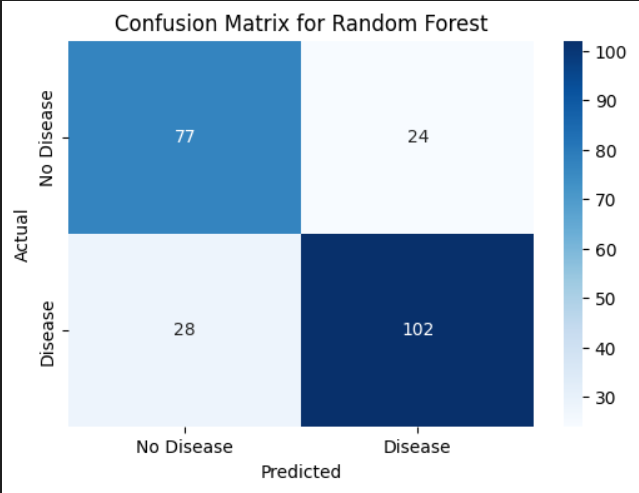 Confusion Matrix for Random Forest
No Disease
77
24
Actual
Disease
28
102
No Disease
Disease
Predicted
100
90
80
70
60
50
40
30